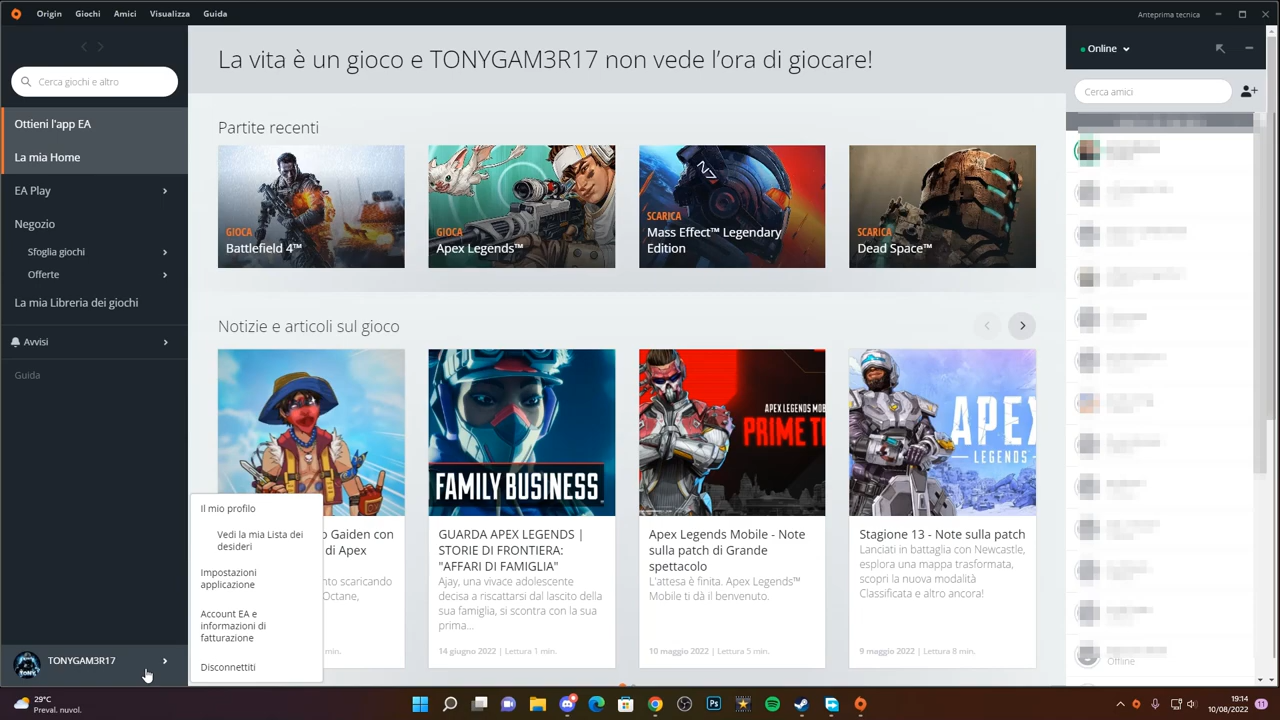 Origin Giochi Amici Visualizza Guida
Anteprima tecnica
Cerca giochi e altro
Ottieni l'app EA
La mia Home
EA Play
Negozio
Sfoglia giochi
Offerte
La mia Libreria dei giochi
Avvisi
Guida
TONYGAM3R17
La vita è un gioco e TONYGAM3R17 non vede l'ora di giocare!
Partite recenti
GIOCA
Battlefield 4™
GIOCA
Apex Legends™
N7
SCARICA
Mass Effect™ Legendary
Edition
SCARICA
Dead Space™
Notizie e articoli sul gioco
o Gaiden con
di Apex
nto scaricando
Octane,
min.
FAMILY BUSINESS
GUARDA APEX LEGENDS |
STORIE DI FRONTIERA:
"AFFARI DI FAMIGLIA"
Ajay, una vivace adolescente
decisa a riscattarsi dal lascito della
sua famiglia, si scontra con la sua
prima...
14 giugno 2022 | Lettura 1 min.
APEX LEGENDS MOB
PRIME T
Apex Legends Mobile - Note
sulla patch di Grande
spettacolo
L'attesa è finita. Apex Legends™
Mobile ti dà il benvenuto.
10 maggio 2022 | Lettura 5 min.
APEX
LEGENDS
Stagione 13 - Note sulla patch
Lanciati in battaglia con Newcastle,
esplora una mappa trasformata,
scopri la nuova modalità
Classificata e altro ancora!
9 maggio 2022 | Lettura 8 min.
Il mio profilo
Vedi la mia Lista dei
desideri
Impostazioni
applicazione
Account EA e
informazioni di
fatturazione
Disconnettiti
Online
Cerca amici
Offline
29°C
Preval. nuvol.
19:14
10/08/2022